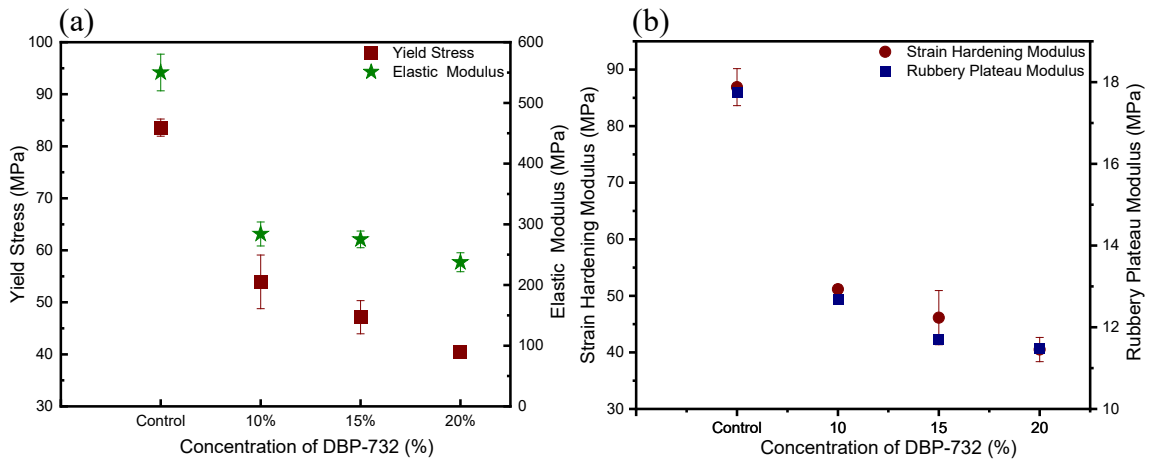 (a)
100
90
80
70
60
50
40
30
Yield Stress (MPa)
Yield Stress
Elastic Modulus
600
500
400
300
200
100
0
Elastic Modulus (MPa)
Control 10% 15% 20%
Concentration of DBP-732 (%)
(b)
90
80
70
60
50
40
30
Strain Hardening Modulus (MPa)
Strain Hardening Modulus
Rubbery Plateau Modulus
18
16
14
12
10
Rubbery Plateau Modulus (MPa)
Control 10 15 20
Concentration of DBP-732 (%)